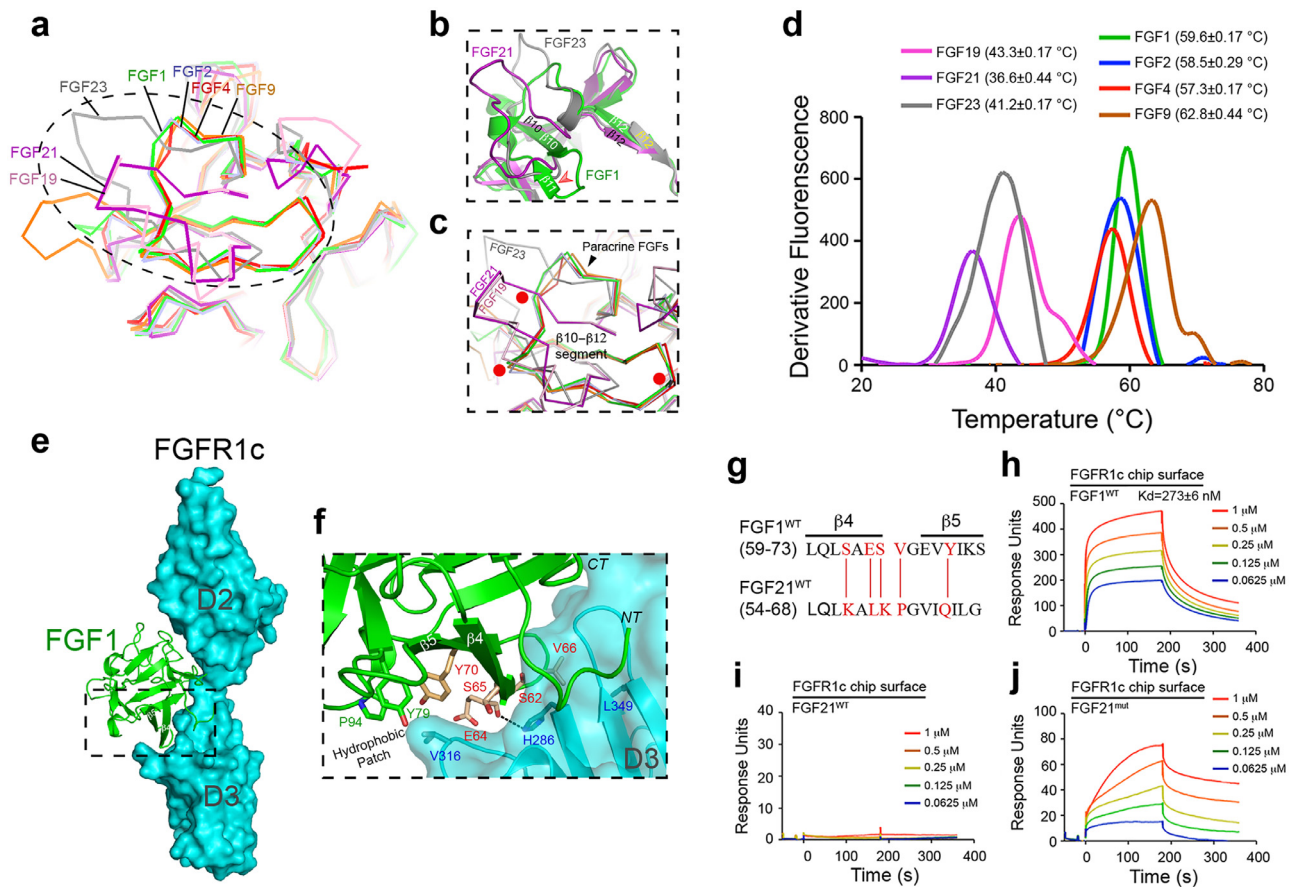 a
FGF23
FGF1
FGF2
FGF4
FGF9
FGF21
FGF19
b
FGF21
FGF23
β10
β10
β12
β12
β12
β11
FGF1
c
FGF23
Paracrine FGFs
FGF21
FGF19
β10–β12
segment
d
FGF19 (43.3±0.17 °C)
FGF21 (36.6±0.44 °C)
FGF23 (41.2±0.17 °C)
FGF1 (59.6±0.17 °C)
FGF2 (58.5±0.29 °C)
FGF4 (57.3±0.17 °C)
FGF9 (62.8±0.44 °C)
Derivative Fluorescence
800
600
400
200
0
20
40
60
80
Temperature (°C)
e
FGFR1c
D2
FGF1
D3
f
CT
NT
β5
β4
V66
Y70
S65
S62
L349
P94
Y79
E64
H286
Hydrophobic
Patch
V316
D3
g
β4 β5
FGF1WT
(59-73) LQLSAESVGEVYIKS
FGF21WT
(54-68) LQLKALKPGVIQILG
h
FGFR1c chip surface
FGF1WT Kd=273±6 nM
Response Units
500
400
300
200
100
0
1 μM
0.5 μM
0.25 μM
0.125 μM
0.0625 μM
0 100 200 300 400
Time (s)
i
FGFR1c chip surface
FGF21WT
Response Units
40
30
20
10
0
1 μM
0.5 μM
0.25 μM
0.125 μM
0.0625 μM
0 100 200 300 400
Time (s)
j
FGFR1c chip surface
FGF21mut
Response Units
100
80
60
40
20
0
1 μM
0.5 μM
0.25 μM
0.125 μM
0.0625 μM
0 100 200 300 400
Time (s)